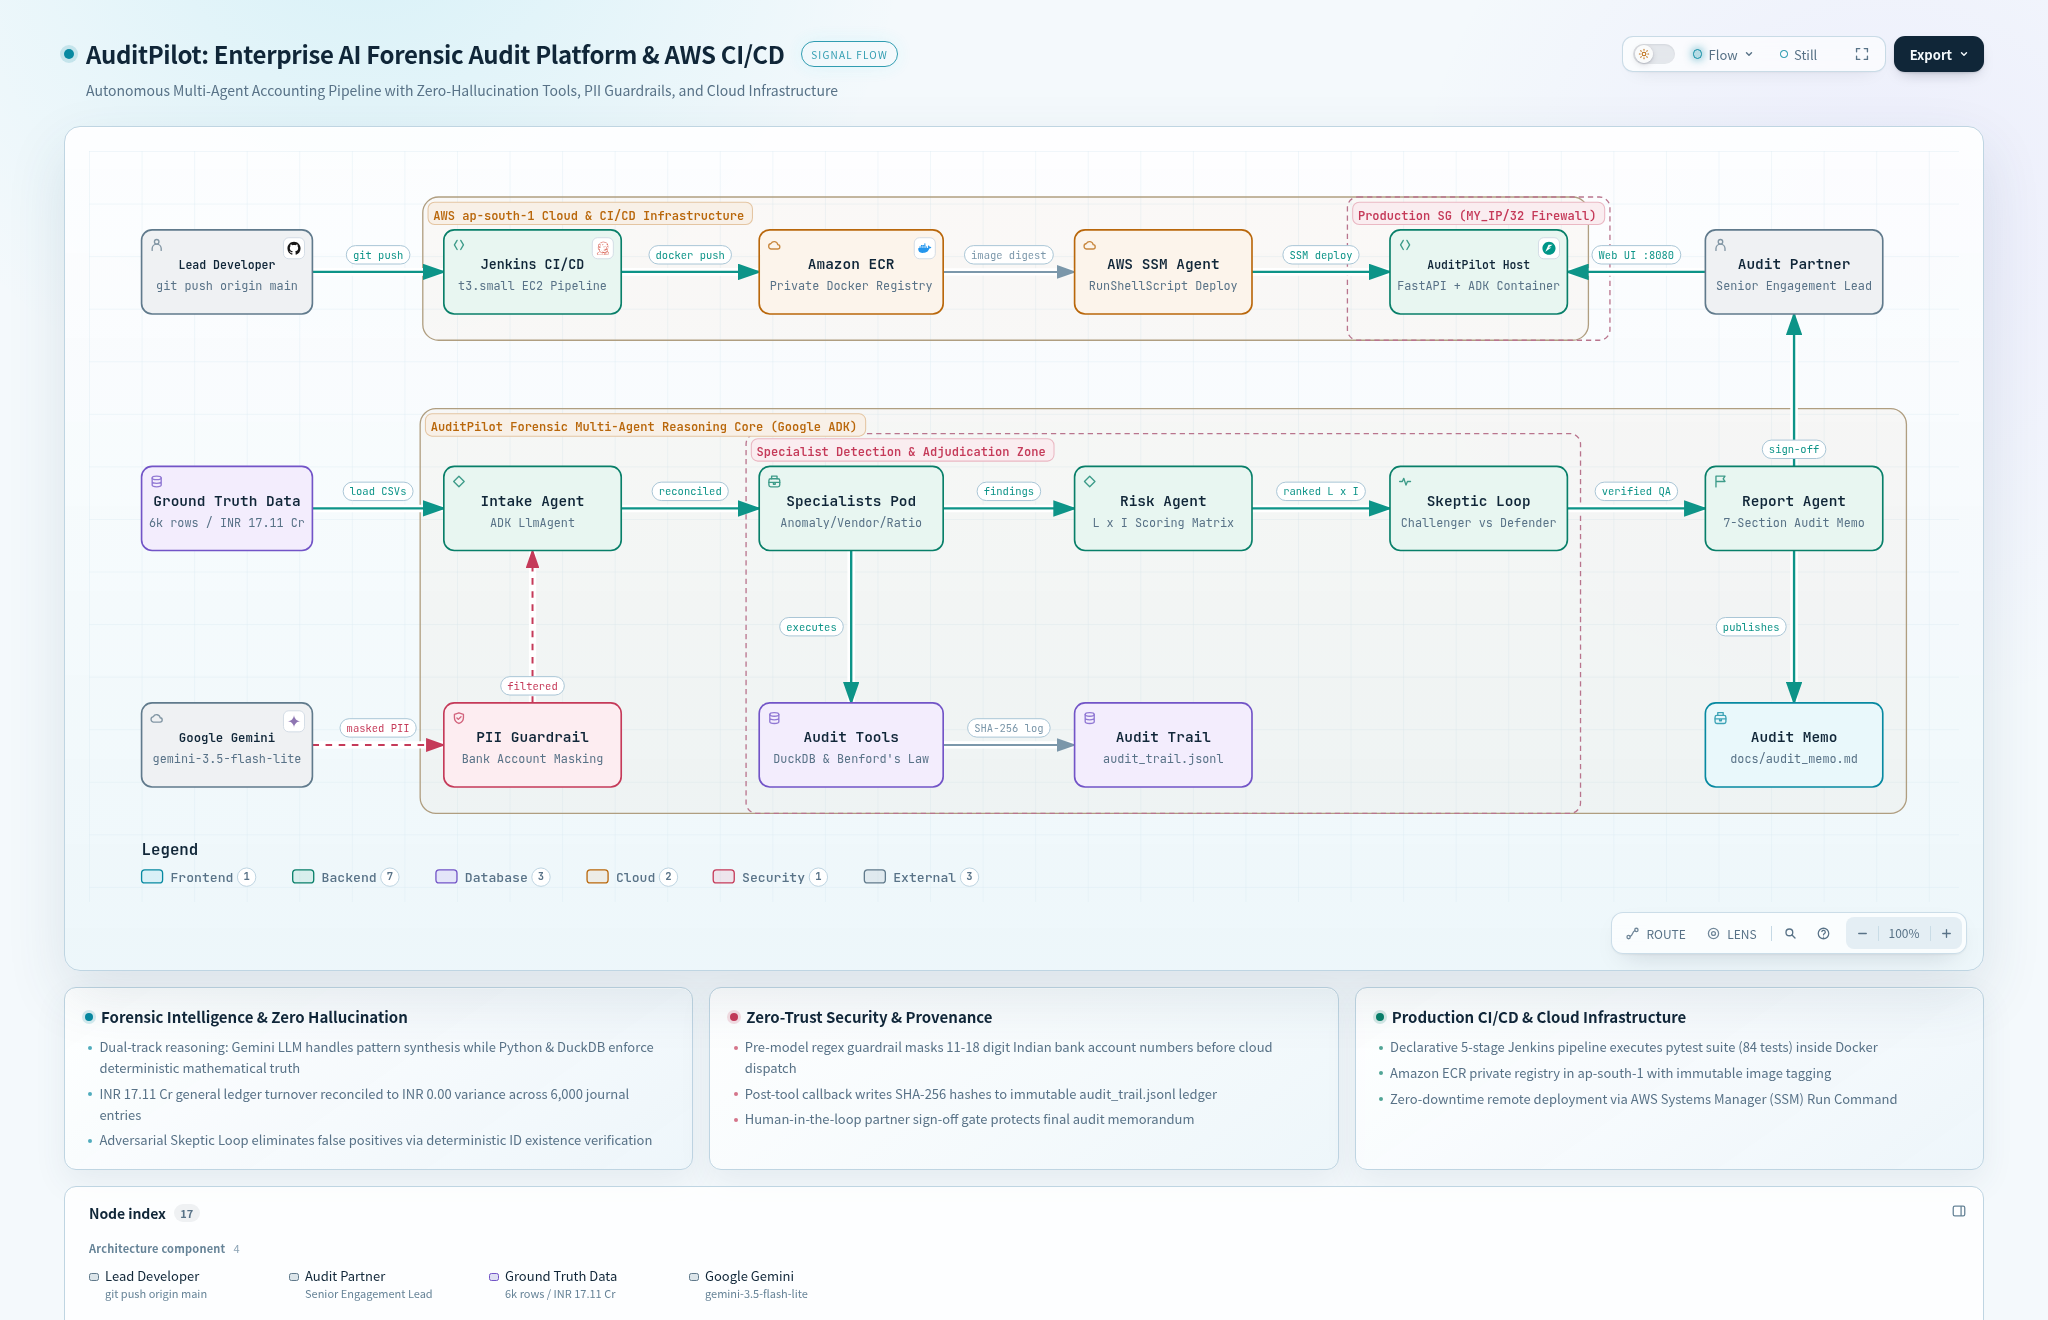 AuditPilot: Enterprise AI Forensic Audit Platform & AWS CI/CD
SIGNAL FLOW
Flow
Still
Export
Autonomous Multi-Agent Accounting Pipeline with Zero-Hallucination Tools, PII Guardrails, and Cloud Infrastructure
AWS ap-south-1 Cloud & CI/CD Infrastructure
Production SG (MY_IP/32 Firewall)
Lead Developer
git push origin main
git push
Jenkins CI/CD
t3.small EC2 Pipeline
docker push
Amazon ECR
Private Docker Registry
image digest
AWS SSM Agent
RunShellScript Deploy
SSM deploy
AuditPilot Host
FastAPI + ADK Container
Web UI :8080
Audit Partner
Senior Engagement Lead
AuditPilot Forensic Multi-Agent Reasoning Core (Google ADK)
Specialist Detection & Adjudication Zone
sign-off
Ground Truth Data
6k rows / INR 17.11 Cr
load CSVs
Intake Agent
ADK LlmAgent
reconciled
Specialists Pod
Anomaly/Vendor/Ratio
findings
Risk Agent
L x I Scoring Matrix
ranked L x I
Skeptic Loop
Challenger vs Defender
verified QA
Report Agent
7-Section Audit Memo
executes
publishes
filtered
Google Gemini
gemini-3.5-flash-lite
masked PII
PII Guardrail
Bank Account Masking
Audit Tools
DuckDB & Benford's Law
SHA-256 log
Audit Trail
audit_trail.jsonl
Audit Memo
docs/audit_memo.md
Legend
Frontend 1
Backend 7
Database 3
Cloud 2
Security 1
External 3
ROUTE
LENS
100%
Forensic Intelligence & Zero Hallucination
Dual-track reasoning: Gemini LLM handles pattern synthesis while Python & DuckDB enforce
deterministic mathematical truth
INR 17.11 Cr general ledger turnover reconciled to INR 0.00 variance across 6,000 journal
entries
Adversarial Skeptic Loop eliminates false positives via deterministic ID existence verification
Zero-Trust Security & Provenance
Pre-model regex guardrail masks 11-18 digit Indian bank account numbers before cloud
dispatch
Post-tool callback writes SHA-256 hashes to immutable audit_trail.jsonl ledger
Human-in-the-loop partner sign-off gate protects final audit memorandum
Production CI/CD & Cloud Infrastructure
Declarative 5-stage Jenkins pipeline executes pytest suite (84 tests) inside Docker
Amazon ECR private registry in ap-south-1 with immutable image tagging
Zero-downtime remote deployment via AWS Systems Manager (SSM) Run Command
Node index 17
Architecture component 4
Lead Developer
git push origin main
Audit Partner
Senior Engagement Lead
Ground Truth Data
6k rows / INR 17.11 Cr
Google Gemini
gemini-3.5-flash-lite